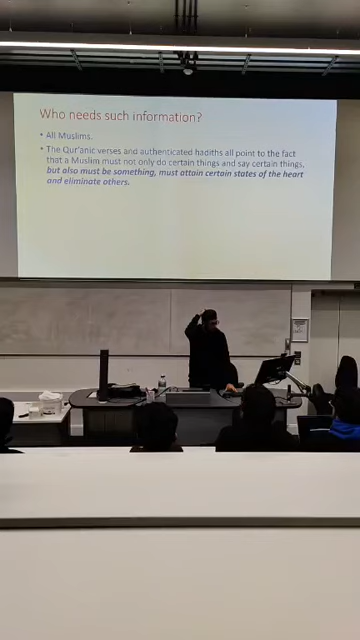 Who needs such information?
• All Muslims.
• The Qur'anic verses and authenticated hadiths all point to the fact
that a Muslim must not only do certain things and say certain things,
but also must be something, must attain certain states of the heart
and eliminate others.